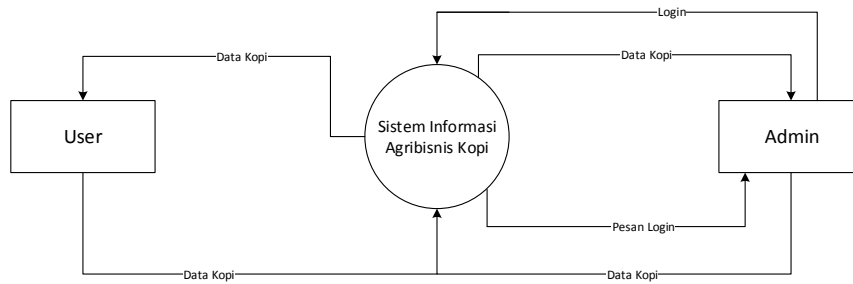 Login
Data Kopi
Data Kopi
User
Sistem Informasi
Agribisnis Kopi
Admin
Pesan Login
Data Kopi
Data Kopi